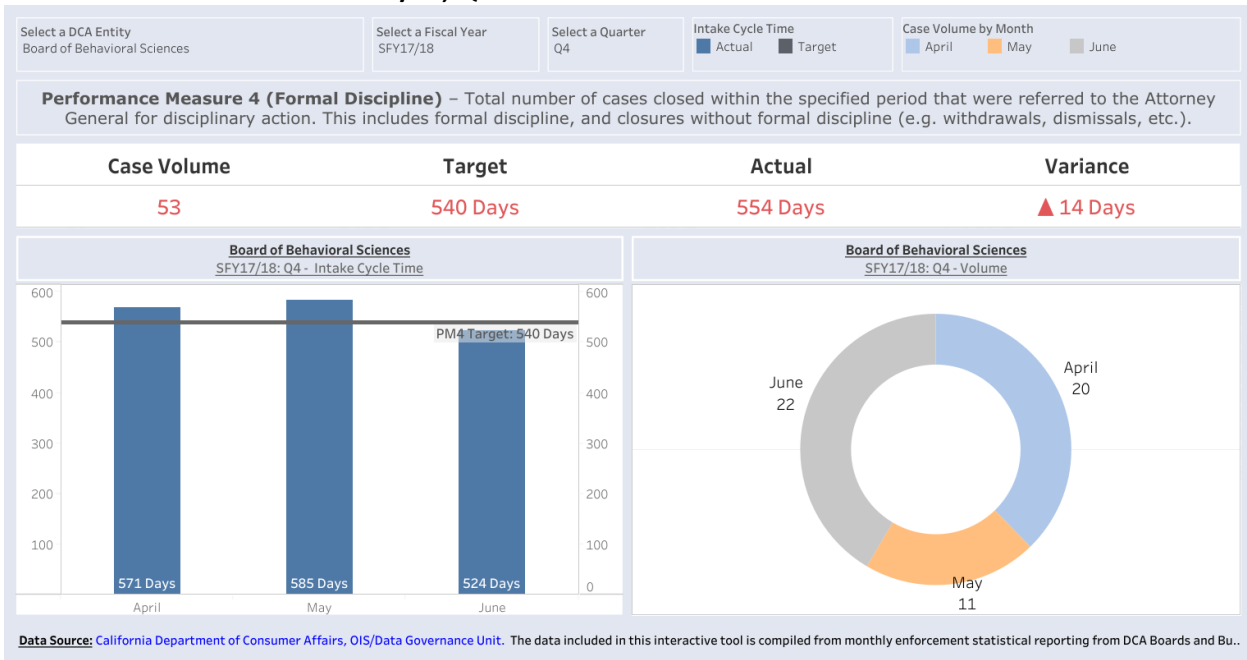 Select a DCA Entity
Board of Behavioral Sciences
Select a Fiscal Year
SFY17/18
Select a Quarter
Q4
Intake Cycle Time
Actual
Target
Case Volume by Month
April
May
June
Performance Measure 4 (Formal Discipline) – Total number of cases closed within the specified period that were referred to the Attorney
General for disciplinary action. This includes formal discipline, and closures without formal discipline (e.g. withdrawals, dismissals, etc.).
Case Volume
Target
Actual
Variance
53
540 Days
554 Days
▲ 14 Days
Board of Behavioral Sciences
SFY17/18: Q4 - Intake Cycle Time
600
500
400
300
200
100
PM4 Target: 540 Days
571 Days
585 Days
524 Days
600
500
400
300
200
100
0
April
May
June
Board of Behavioral Sciences
SFY17/18: Q4 - Volume
April
20
June
22
May
11
Data Source: California Department of Consumer Affairs, OIS/Data Governance Unit. The data included in this interactive tool is compiled from monthly enforcement statistical reporting from DCA Boards and Bu..